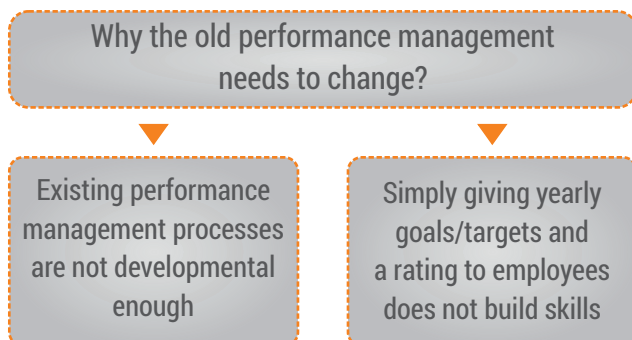 Why the old performance management
needs to change?
Existing performance
management processes
are not developmental
enough
Simply giving yearly
goals/targets and
a rating to employees
does not build skills